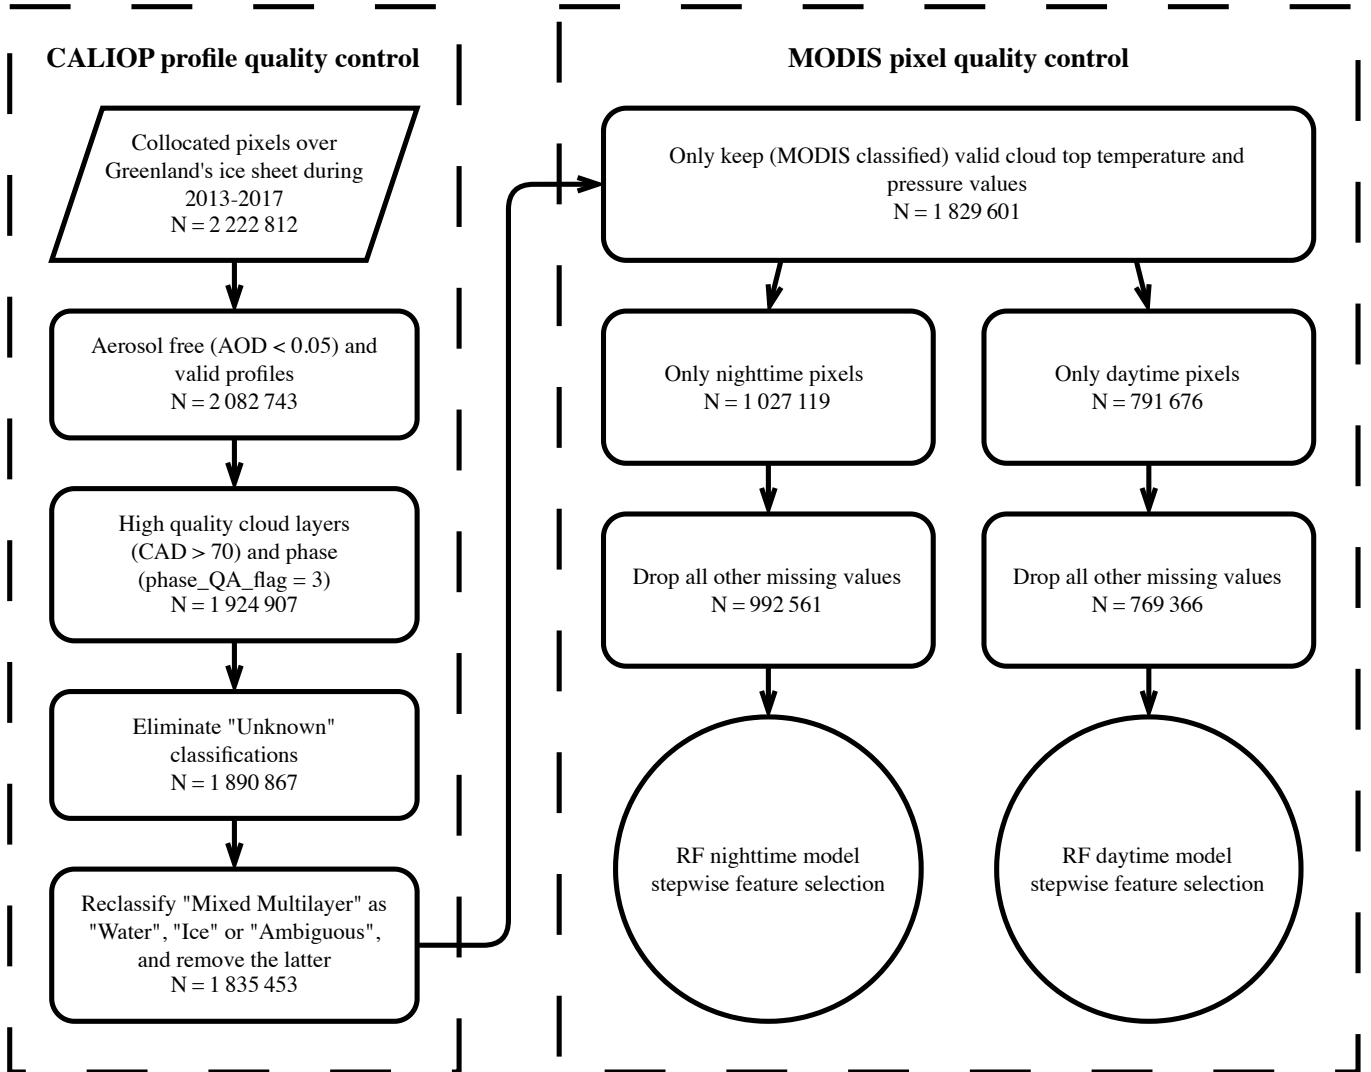 CALIOP profile quality control
Collocated pixels over
Greenland's ice sheet during
2013-2017
N = 2 222 812
Aerosol free (AOD < 0.05) and
valid profiles
N = 2 082 743
High quality cloud layers
(CAD > 70) and phase
(phase_QA_flag = 3)
N = 1 924 907
Eliminate "Unknown"
classifications
N = 1 890 867
Reclassify "Mixed Multilayer" as
"Water", "Ice" or "Ambiguous",
and remove the latter
N = 1 835 453
MODIS pixel quality control
Only keep (MODIS classified) valid cloud top temperature and
pressure values
N = 1 829 601
Only nighttime pixels
N = 1 027 119
Drop all other missing values
N = 992 561
RF nighttime model
stepwise feature selection
Only daytime pixels
N = 791 676
Drop all other missing values
N = 769 366
RF daytime model
stepwise feature selection